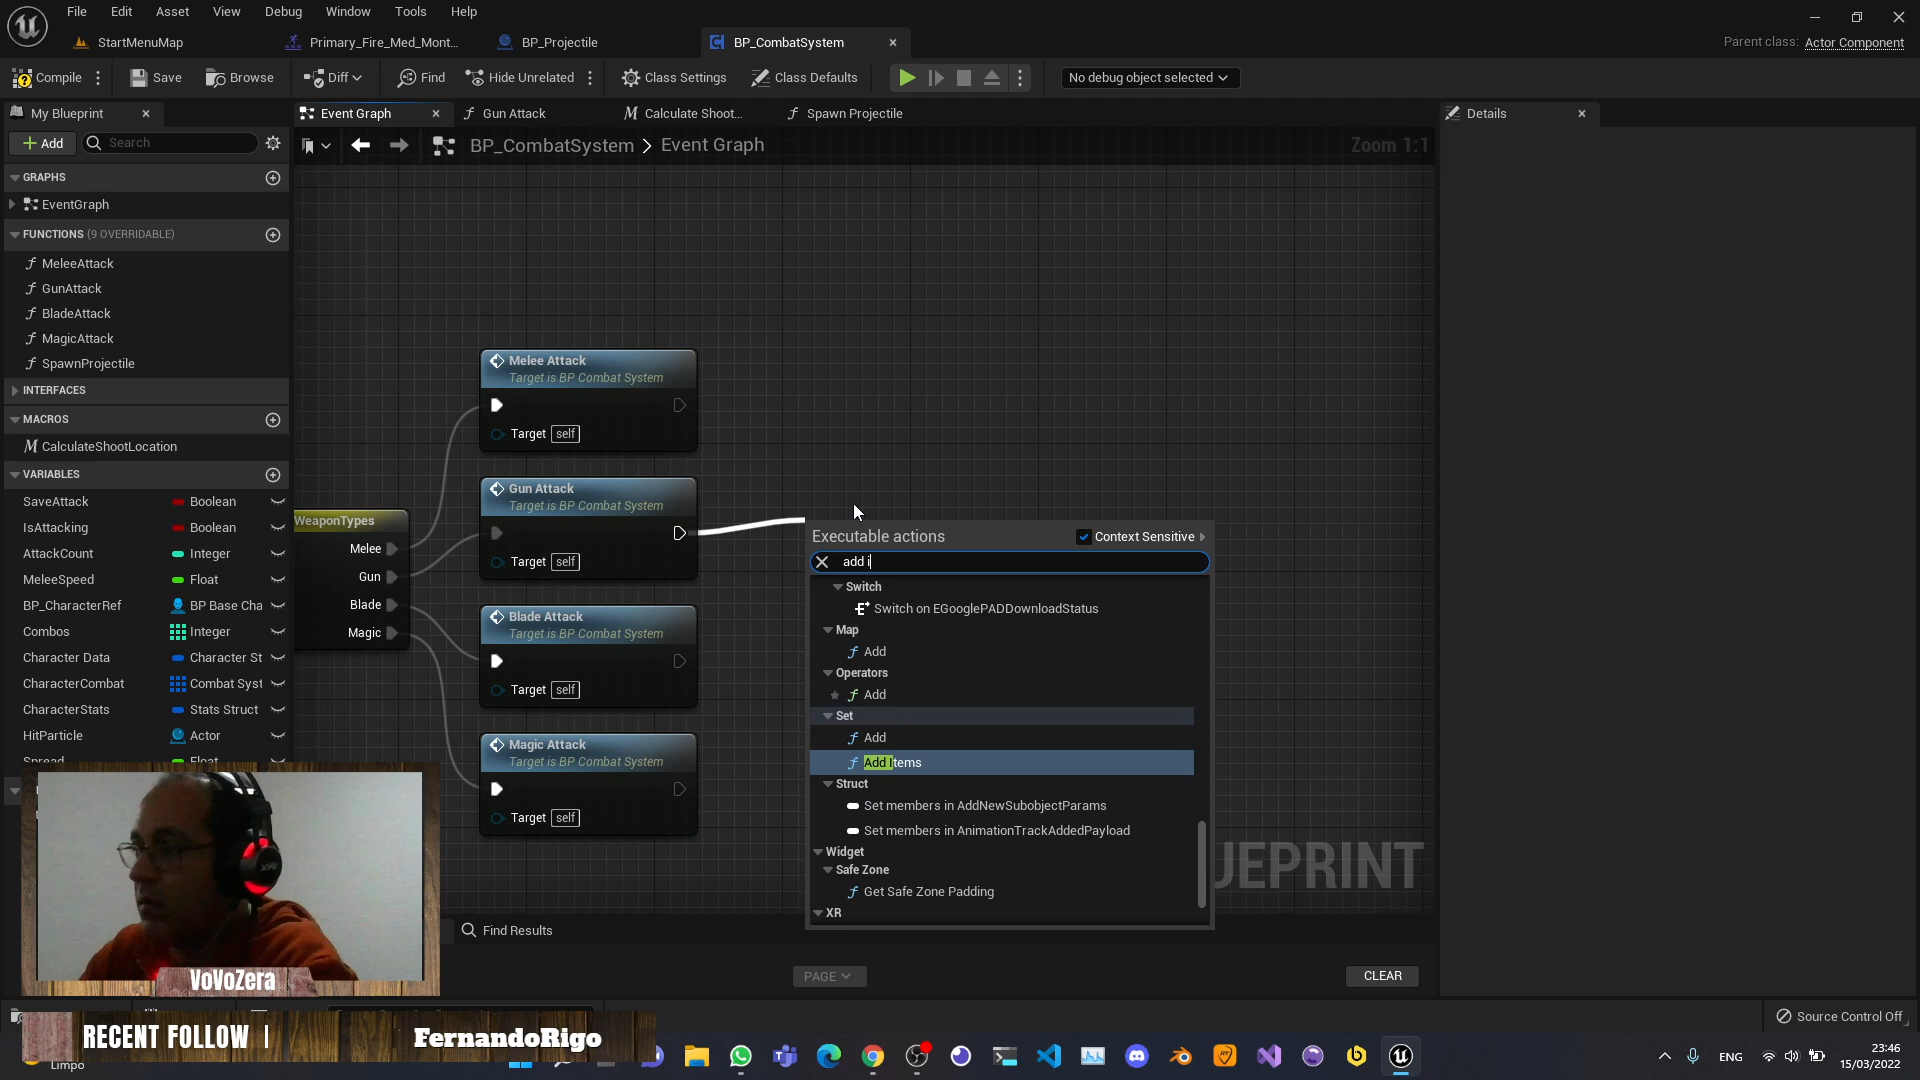 File Edit Asset View Debug Window Tools Help
StartMenuMap Primary_Fire_Med_Mont... BP_Projectile BP_CombatSystem
Parent class: Actor Component
Compile Save Browse Diff Find Hide Unrelated Class Settings Class Defaults No debug object selected
My Blueprint Event Graph Gun Attack Calculate Shoot... Spawn Projectile Details
Add Search
BP_CombatSystem > Event Graph Zoom 1:1
GRAPHS
EventGraph
FUNCTIONS (9 OVERRIDABLE)
MeleeAttack
GunAttack
BladeAttack
MagicAttack
SpawnProjectile
INTERFACES
MACROS
CalculateShootLocation
VARIABLES
SaveAttack Boolean
IsAttacking Boolean
AttackCount Integer
MeleeSpeed Float
BP_CharacterRef BP Base Cha
Combos Integer
Character Data Character St
CharacterCombat Combat Syst
CharacterStats Stats Struct
HitParticle Actor
Spread Float
WeaponTypes
Melee
Gun
Blade
Magic
Melee Attack
Target is BP Combat System
Target self
Gun Attack
Target is BP Combat System
Target self
Blade Attack
Target is BP Combat System
Target self
Magic Attack
Target is BP Combat System
Target self
Executable actions Context Sensitive
add i
Switch
Switch on EGooglePADDownloadStatus
Map
Add
Operators
Add
Set
Add
Add Items
Struct
Set members in AddNewSubobjectParams
Set members in AnimationTrackAddedPayload
Widget
Safe Zone
Get Safe Zone Padding
XR
UEPRINT
Find Results
PAGE CLEAR
VoVoZera
Source Control Off
RECENT FOLLOW | FernandoRigo
Limpo
ENG
23:46
15/03/2022